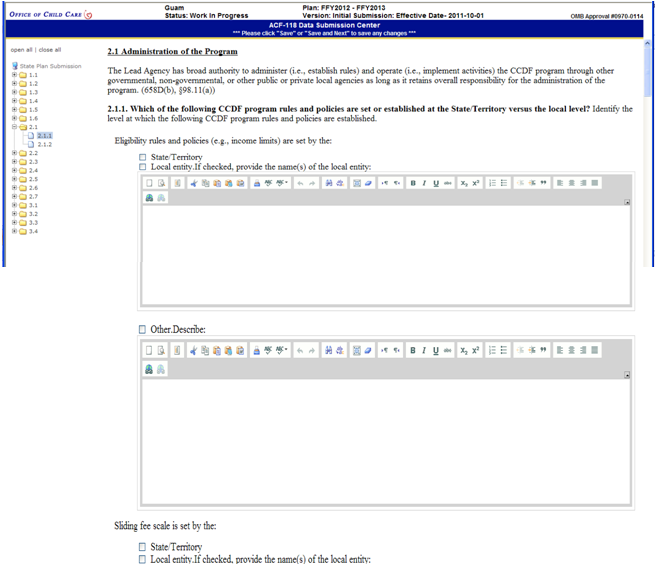 OFFICE OF CHILD CARE
Guam
Status: Work In Progress
Plan: FFY2012 - FFY2013
Version: Initial Submission: Effective Date- 2011-10-01
OMB Approval #0970-0114
ACF-118 Data Submission Center
*** Please click "Save" or "Save and Next" to save any changes ***
open all | close all
State Plan Submission
1.1
1.2
1.3
1.4
1.5
1.6
2.1
2.1.1
2.1.2
2.2
2.3
2.4
2.5
2.6
2.7
3.1
3.2
3.3
3.4
2.1 Administration of the Program
The Lead Agency has broad authority to administer (i.e., establish rules) and operate (i.e., implement activities) the CCDF program through other
governmental, non-governmental, or other public or private local agencies as long as it retains overall responsibility for the administration of the
program. (658D(b), §98.11(a))
2.1.1. Which of the following CCDF program rules and policies are set or established at the State/Territory versus the local level? Identify the
level at which the following CCDF program rules and policies are established.
Eligibility rules and policies (e.g., income limits) are set by the:
State/Territory
Local entity.If checked, provide the name(s) of the local entity:
B I U abc X₂ X²
Other.Describe:
B I U abc X₂ X²
Sliding fee scale is set by the:
State/Territory
Local entity.If checked, provide the name(s) of the local entity: